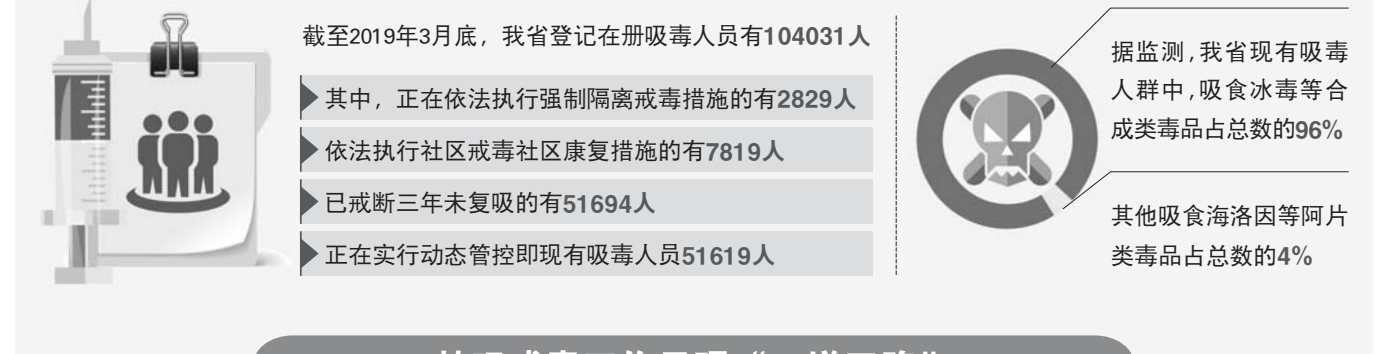 截至2019年3月底，我省登记在册吸毒人员有104031人
其中，正在依法执行强制隔离戒毒措施的有2829人
依法执行社区戒毒社区康复措施的有7819人
已戒断三年未复吸的有51694人
正在实行动态管控即现有吸毒人员51619人
据监测，我省现有吸毒
人群中，吸食冰毒等合
成类毒品占总数的96%
其他吸食海洛因等阿片
类毒品占总数的4%